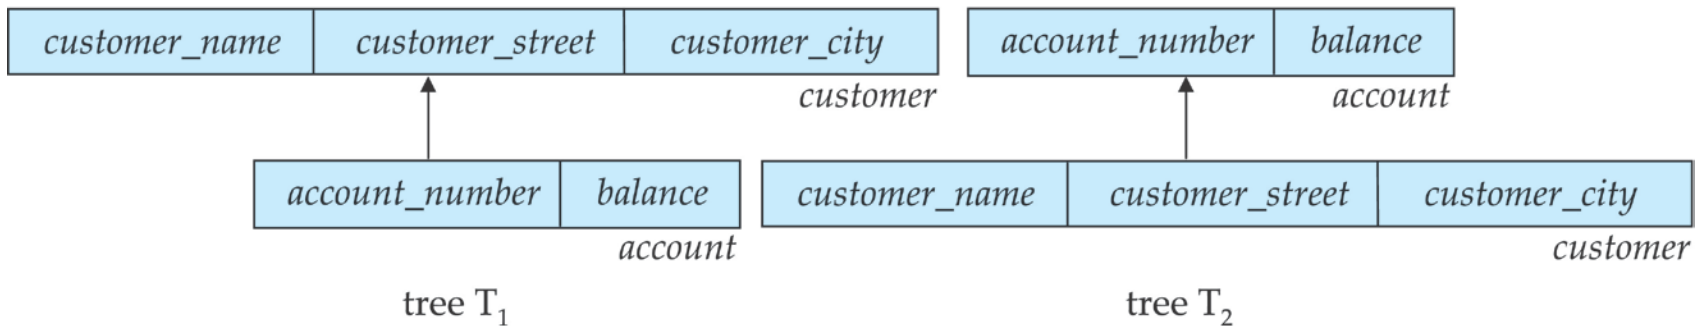 customer_name customer_street customer_city
customer
account_number balance
account
tree T1
account_number balance
account
customer_name customer_street customer_city
customer
tree T2